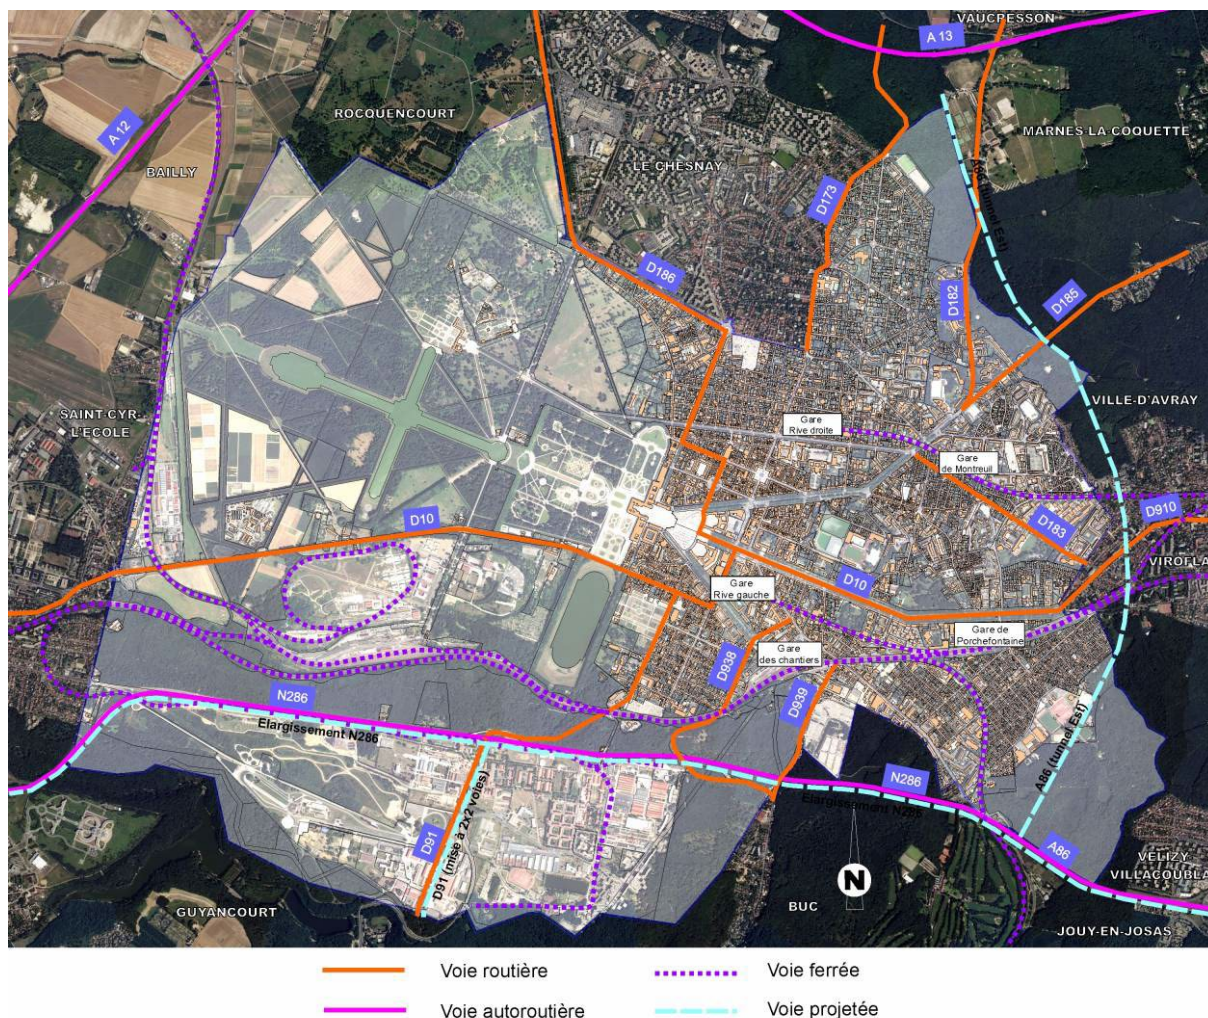 VAUCRESSON
A 13
ROCQUENCOURT
A 12
MARNES LA COQUETTE
BAILLY
LE CHESNAY
A86 (tunnel Est)
D173
D186
D182
D185
VILLE-D'AVRAY
SAINT-CYR-
L'ECOLE
Gare
Rive droite
Gare
de Montreuil
D10
D183
D910
VIROFLA
D10
Gare
Rive gauche
Gare de
Porchefontaine
Gare
des chantiers
D938
D939
N286
Elargissement N286
A86 (tunnel Est)
N286
Elargissement N286
D91
D91 (mise à 2x2 voies)
A86
VELIZY
VILLACOUBLA
N
BUC
GUYANCOURT
JOUY-EN-JOSAS
Voie routière
Voie ferrée
Voie autoroutière
Voie projetée